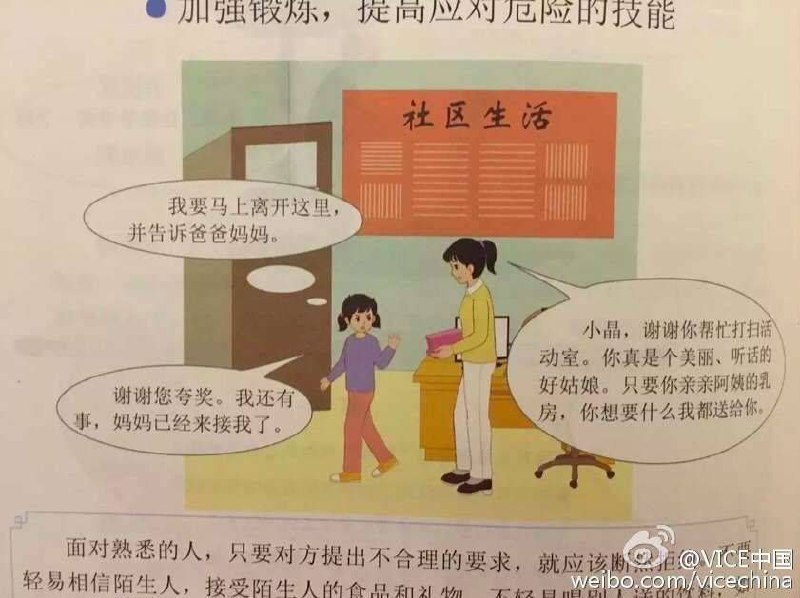 加强锻炼，提高应对危险的技能
社区生活
我要马上离开这里，
并告诉爸爸妈妈。
小晶，谢谢你帮忙打扫活
动室。你真是个美丽、听话的
好姑娘。只要你亲亲阿姨的乳
房，你想要什么我都送给你。
谢谢您夸奖。我还有
事，妈妈已经来接我了。
面对熟悉的人，只要对方提出不合理的要求，就应该断然拒
轻易相信陌生人，接受陌生人的食品和礼物，不轻易喝别人送的饮料，
@VICE中国
weibo.com/vicechina